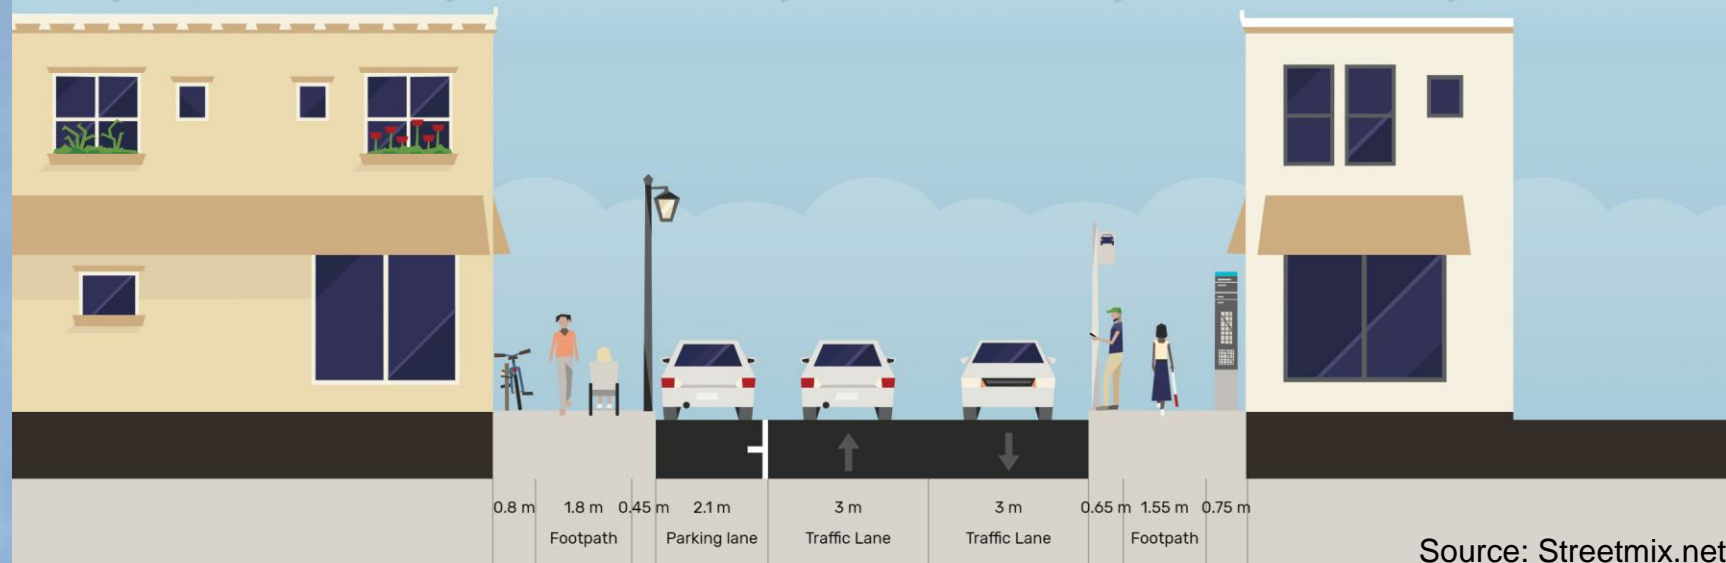 0.8 m 1.8 m 0.45 m 2.1 m 3 m 3 m 0.65 m 1.55 m 0.75 m
Footpath Parking lane Traffic Lane Traffic Lane Footpath
Source: Streetmix.net